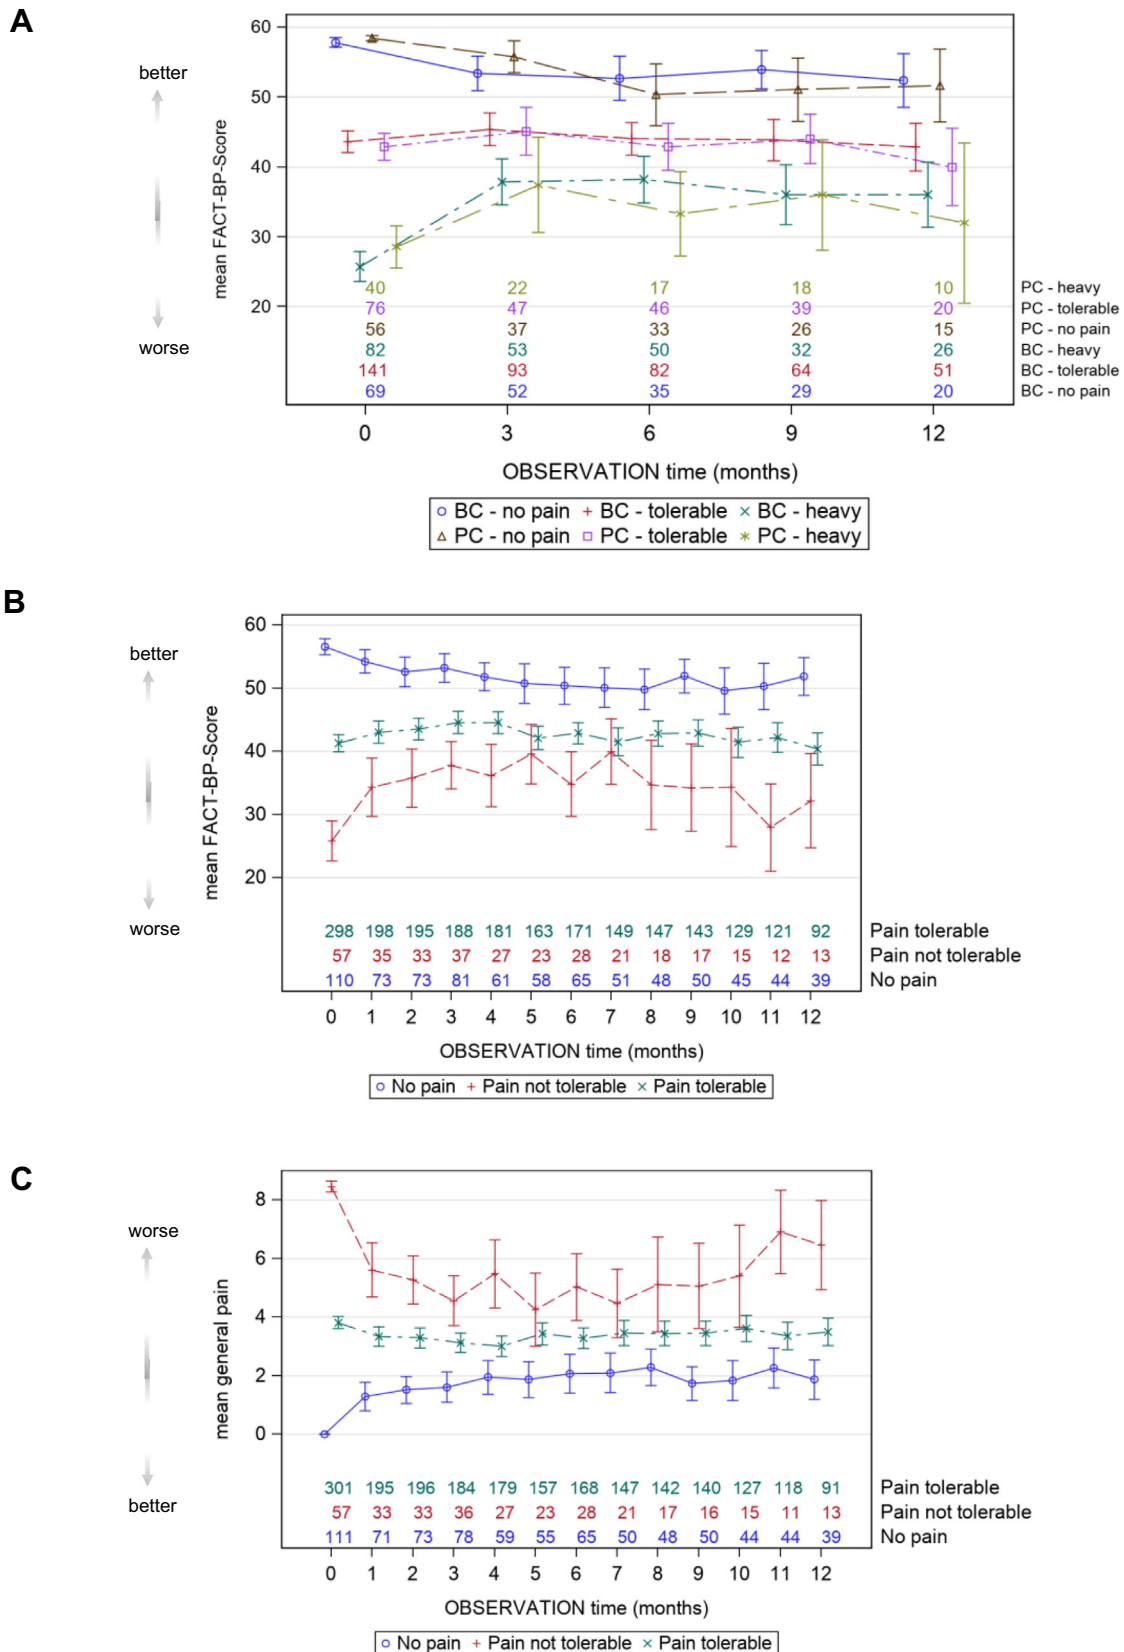 A
better
worse
mean FACT-BP-Score
60
50
40
30
20
40 22 17 18 10 PC - heavy
76 47 46 39 20 PC - tolerable
56 37 33 26 15 PC - no pain
82 53 50 32 26 BC - heavy
141 93 82 64 51 BC - tolerable
69 52 35 29 20 BC - no pain
0 3 6 9 12
OBSERVATION time (months)
BC - no pain BC - tolerable BC - heavy
PC - no pain PC - tolerable PC - heavy
B
better
worse
mean FACT-BP-Score
60
50
40
30
20
298 198 195 188 181 163 171 149 147 143 129 121 92 Pain tolerable
57 35 33 37 27 23 28 21 18 17 15 12 13 Pain not tolerable
110 73 73 81 61 58 65 51 48 50 45 44 39 No pain
0 1 2 3 4 5 6 7 8 9 10 11 12
OBSERVATION time (months)
No pain Pain not tolerable Pain tolerable
C
worse
better
mean general pain
8
6
4
2
0
301 195 196 184 179 157 168 147 142 140 127 118 91 Pain tolerable
57 33 33 36 27 23 28 21 17 16 15 11 13 Pain not tolerable
111 71 73 78 59 55 65 50 48 50 44 44 39 No pain
0 1 2 3 4 5 6 7 8 9 10 11 12
OBSERVATION time (months)
No pain Pain not tolerable Pain tolerable